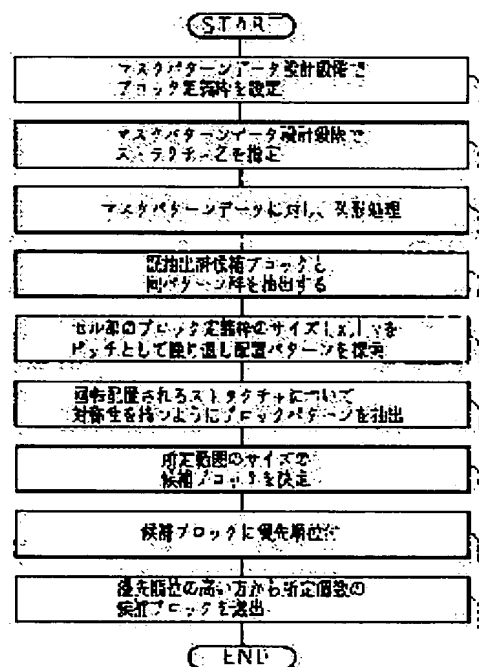 START
マスクパターンデータ設計段階で
ブロック定義枠を設定
マスクパターンデータ設計段階で
ストラクチャ名を指定
マスクパターンデータに対し、図形処理
既抽出済候補ブロックと
同パターン群を抽出する
セル部のブロック定義枠のサイズ
ピッチとして繰り返し配置パターンを探索
回転配置されるストラクチャについて
対称性を持つようにブロックパターンを抽出
所定範囲のサイズの
候補ブロックを決定
候補ブロックに優先順位付
優先順位の高い方から所定個数の
候補ブロックを選出
END